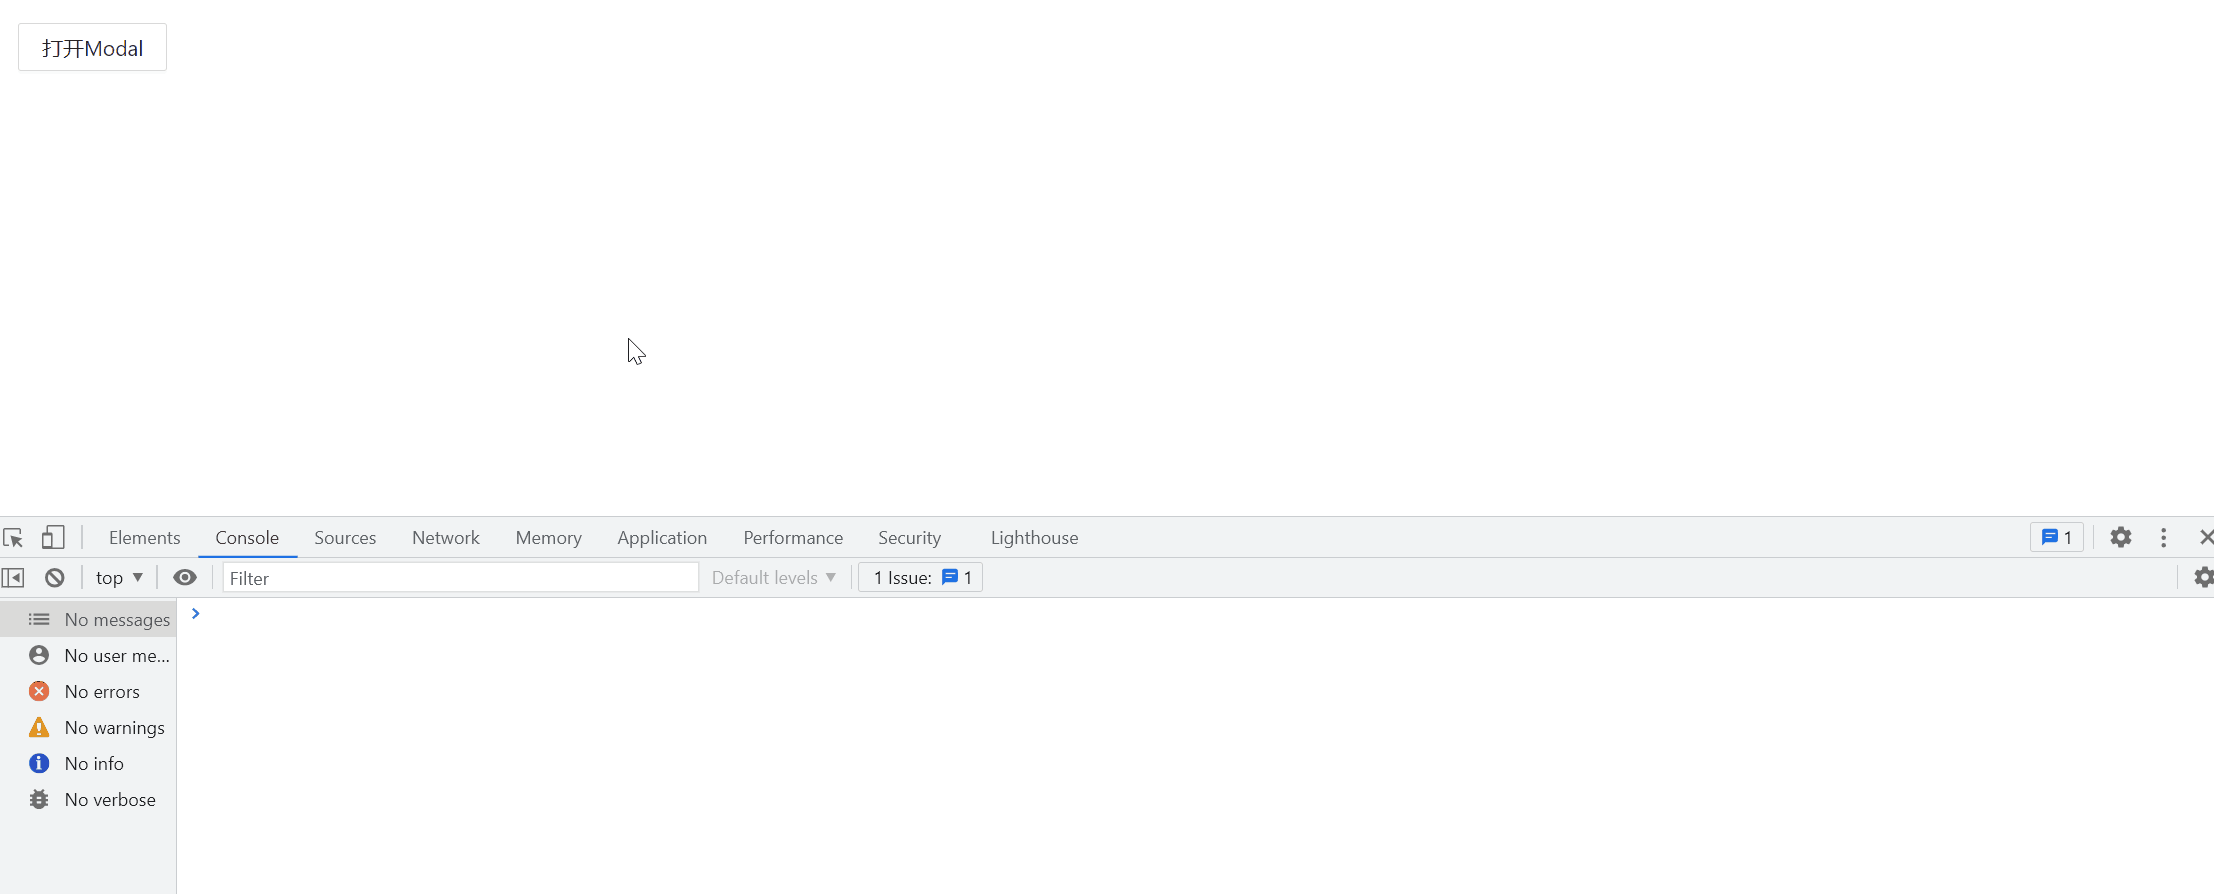 打开Modal
Elements Console Sources Network Memory Application Performance Security Lighthouse 1
top Filter Default levels 1 Issue: 1
No messages
No user me...
No errors
No warnings
No info
No verbose